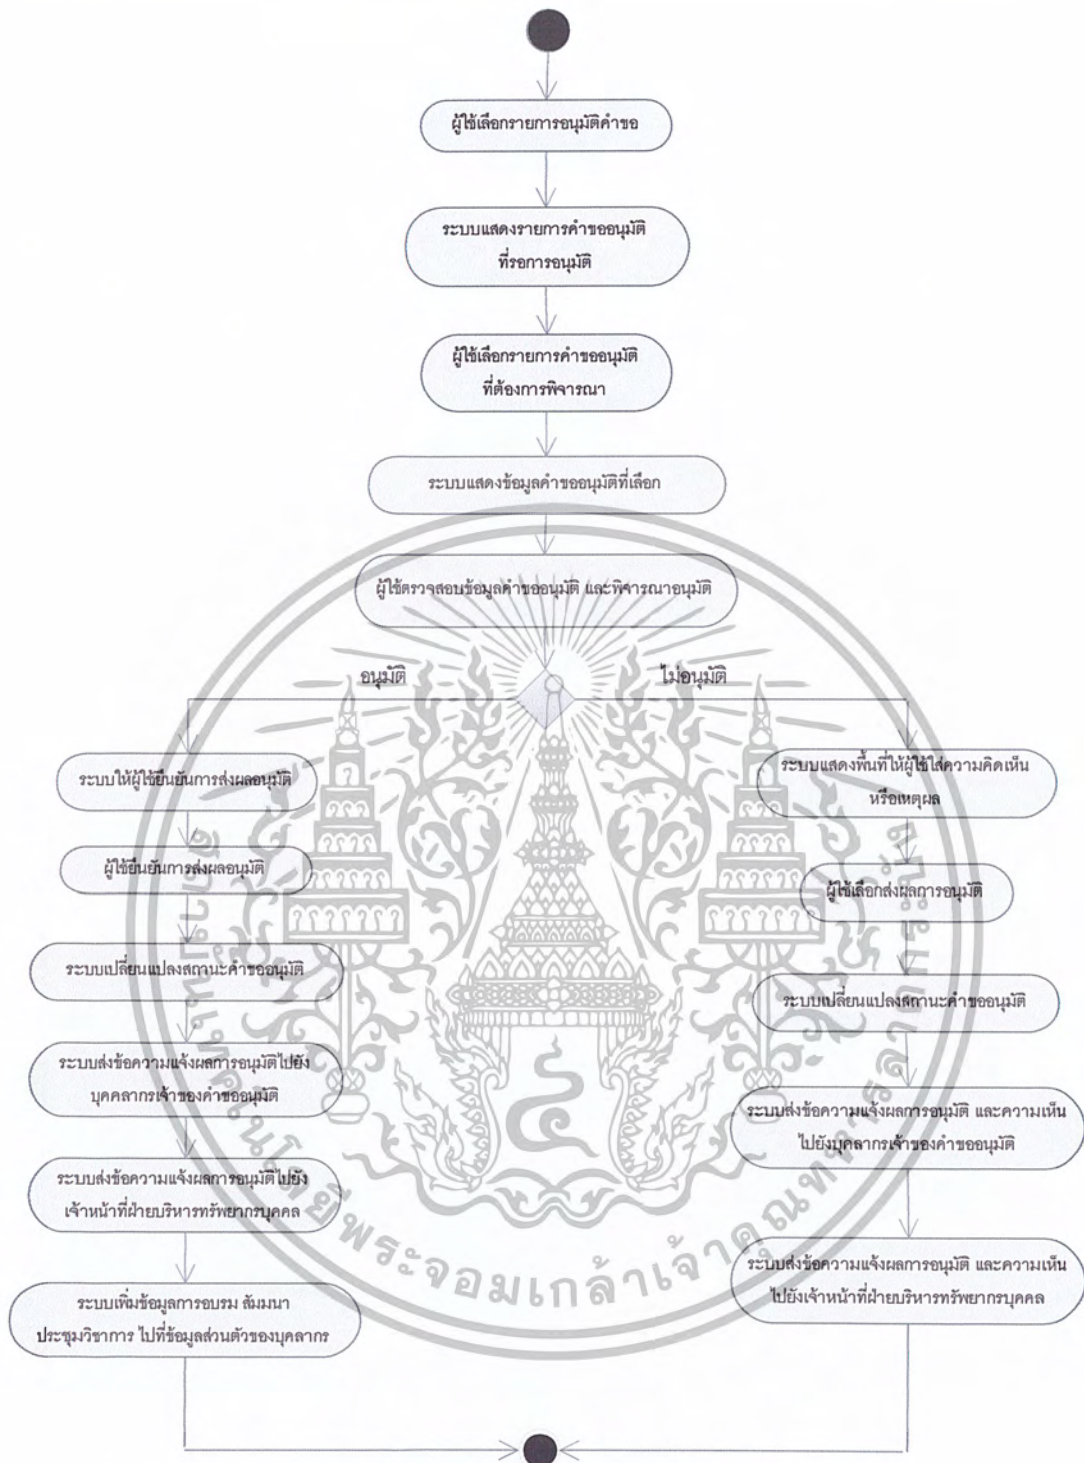 ผู้ใช้เลือกรายการอนุมัติคำขอ
ระบบแสดงรายการคำขออนุมัติ
ที่รอการอนุมัติ
ผู้ใช้เลือกรายการคำขออนุมัติ
ที่ต้องการพิจารณา
ระบบแสดงข้อมูลคำขออนุมัติที่เลือก
ผู้ใช้ตรวจสอบข้อมูลคำขออนุมัติ และพิจารณาอนุมัติ
อนุมัติ
ไม่อนุมัติ
ระบบให้ผู้ใช้ยืนยันการส่งผลอนุมัติ
ผู้ใช้ยืนยันการส่งผลอนุมัติ
ระบบเปลี่ยนแปลงสถานะคำขออนุมัติ
ระบบส่งข้อความแจ้งผลการอนุมัติไปยัง
บุคคลากรเจ้าของคำขออนุมัติ
ระบบส่งข้อความแจ้งผลการอนุมัติไปยัง
เจ้าหน้าที่ฝ่ายบริหารทรัพยากรบุคคล
ระบบเพิ่มข้อมูลการอบรม สัมมนา
ประชุมวิชาการ ไปที่ข้อมูลส่วนตัวของบุคลากร
ระบบแสดงพื้นที่ให้ผู้ใช้ใส่ความคิดเห็น
หรือเหตุผล
ผู้ใช้เลือกส่งผลการอนุมัติ
ระบบเปลี่ยนแปลงสถานะคำขออนุมัติ
ระบบส่งข้อความแจ้งผลการอนุมัติ และความเห็น
ไปยังบุคลากรเจ้าของคำขออนุมัติ
ระบบส่งข้อความแจ้งผลการอนุมัติ และความเห็น
ไปยังเจ้าหน้าที่ฝ่ายบริหารทรัพยากรบุคคล
สถาบันเทคโนโลยีพระจอมเกล้าเจ้าคุณทหารลาดกระบัง
๔